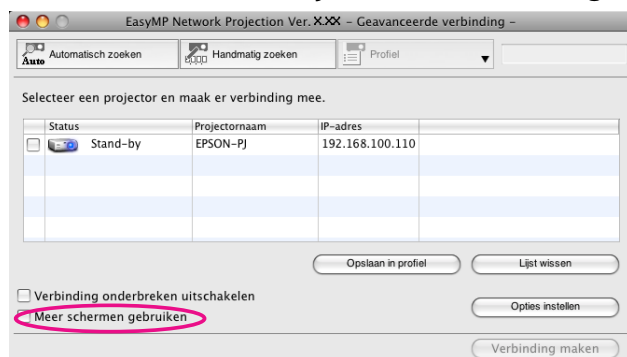 EasyMP Network Projection Ver. X.XX – Geavanceerde verbinding –
Auto Automatisch zoeken
Handmatig zoeken
Profiel
Selecteer een projector en maak er verbinding mee.
Status Projectornaam IP-adres
Stand-by EPSON-PJ 192.168.100.110
Opslaan in profiel Lijst wissen
Verbinding onderbreken uitschakelen
Opties instellen
Meer schermen gebruiken
Verbinding maken